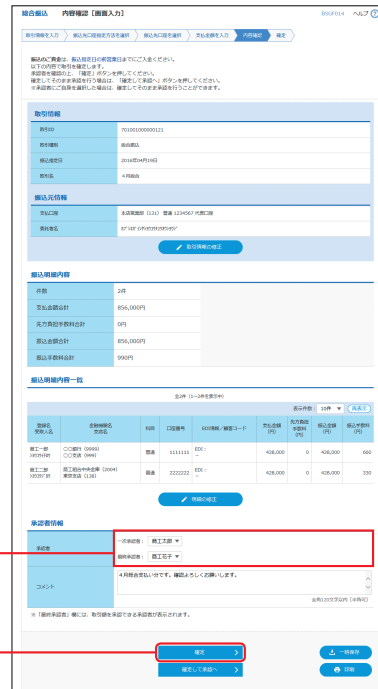 総合振込 内容確認［画面入力］ BSGF014 ヘルプ
取引情報を入力 振込先口座指定方法を選択 振込先口座を選択 支払金額を入力 内容確認 確定
振込のご資金は、振込指定日の前営業日までにご入金ください。
以下の内容で取引を確定します。
承認者を確認の上、「確定」ボタンを押してください。
確定してそのまま承認を行う場合は、「確定して承認へ」ボタンを押してください。
※承認者にご自身を選択した場合は、確定してそのまま承認を行うことができます。
取引情報
取引ID 701001000000121
取引種別 総合振込
振込指定日 2016年04月19日
取引名 4月総合
振込元情報
支払口座 本店営業部（131） 普通 1234567 代表口座
委託者名
取引情報の修正
振込明細内容
件数 2件
支払金額合計 856,000円
先方負担手数料合計 0円
振込金額合計 856,000円
振込手数料合計 990円
振込明細内容一覧
全2件（1～2件を表示中）
表示件数： 10件 再表示
登録名 受取人名 金融機関名 支店名 科目 口座番号 EDI情報／顧客コード 支払金額（円） 先方負担手数料（円） 振込金額（円） 振込手数料（円）
商工一郎 〇〇銀行（9999） 〇〇支店（999） 普通 1111111 EDI： － 428,000 0 428,000 660
商工二郎 商工組合中央金庫（2004） 東京支店（138） 普通 2222222 EDI： － 428,000 0 428,000 330
明細の修正
承認者情報
承認者 一次承認者： 商工太郎
最終承認者： 商工花子
コメント 4月総合支払い分です。確認よろしくお願いします。
全角120文字以内［半角可］
※「最終承認者」欄には、取引額を承認できる承認者が表示されます。
確定 一時保存
確定して承認へ 印刷